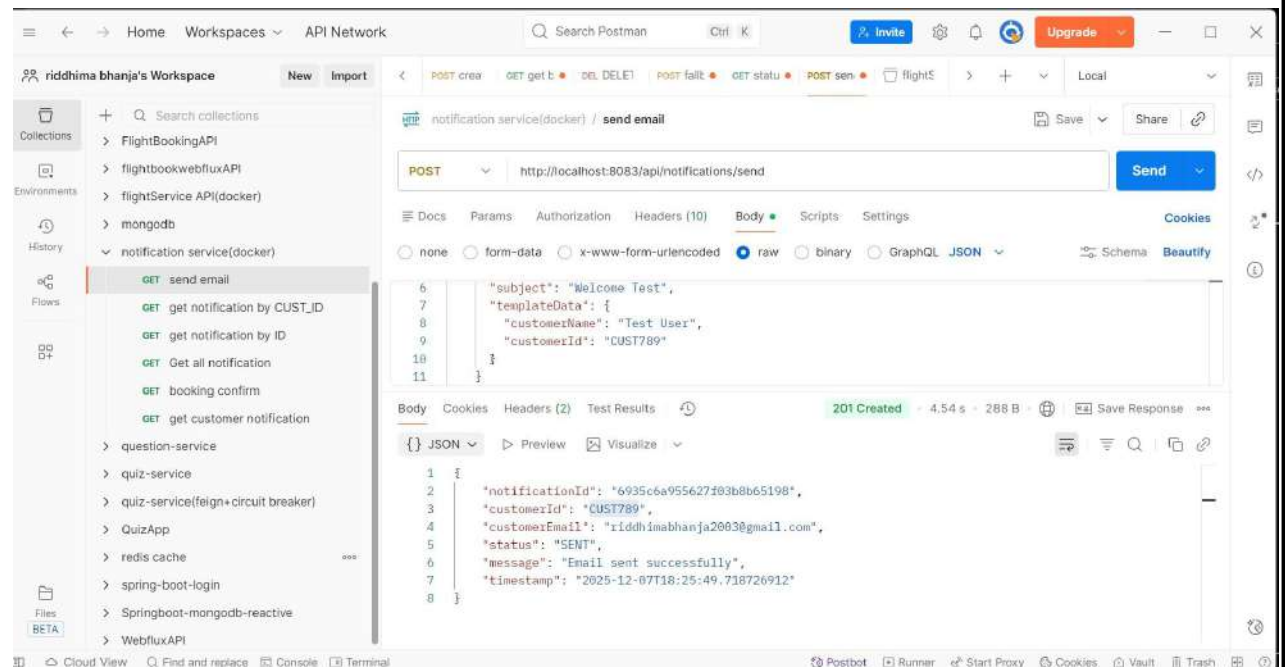 Home Workspaces API Network Search Postman Ctrl K Invite Upgrade
riddhima bhanja's Workspace New Import POST crea GET get b DEL DELET POST fallb GET statu POST sen flightS Local
Collections
Environments
History
Flows
Files
BETA
Search collections
FlightBookingAPI
flightbookwebfluxAPI
flightService API(docker)
mongodb
notification service(docker)
GET send email
GET get notification by CUST_ID
GET get notification by ID
GET Get all notification
GET booking confirm
GET get customer notification
question-service
quiz-service
quiz-service(feign+circuit breaker)
QuizApp
redis cache
spring-boot-login
Springboot-mongodb-reactive
WebfluxAPI
HTTP notification service(docker) / send email Save Share
POST http://localhost:8083/api/notifications/send Send
Docs Params Authorization Headers (10) Body Scripts Settings Cookies
none form-data x-www-form-urlencoded raw binary GraphQL JSON Schema Beautify
6 "subject": "Welcome Test",
7 "templateData": {
8 "customerName": "Test User",
9 "customerId": "CUST789"
10 }
11 }
Body Cookies Headers (2) Test Results 201 Created 4.54 s 288 B Save Response
{} JSON Preview Visualize
1 {
2 "notificationId": "6935c6a955627f03b8b65198",
3 "customerId": "CUST789",
4 "customerEmail": "riddhimabhanja2003@gmail.com",
5 "status": "SENT",
6 "message": "Email sent successfully",
7 "timestamp": "2025-12-07T18:25:49.718726912"
8 }
Cloud View Find and replace Console Terminal Postbot Runner Start Proxy Cookies Vault Trash